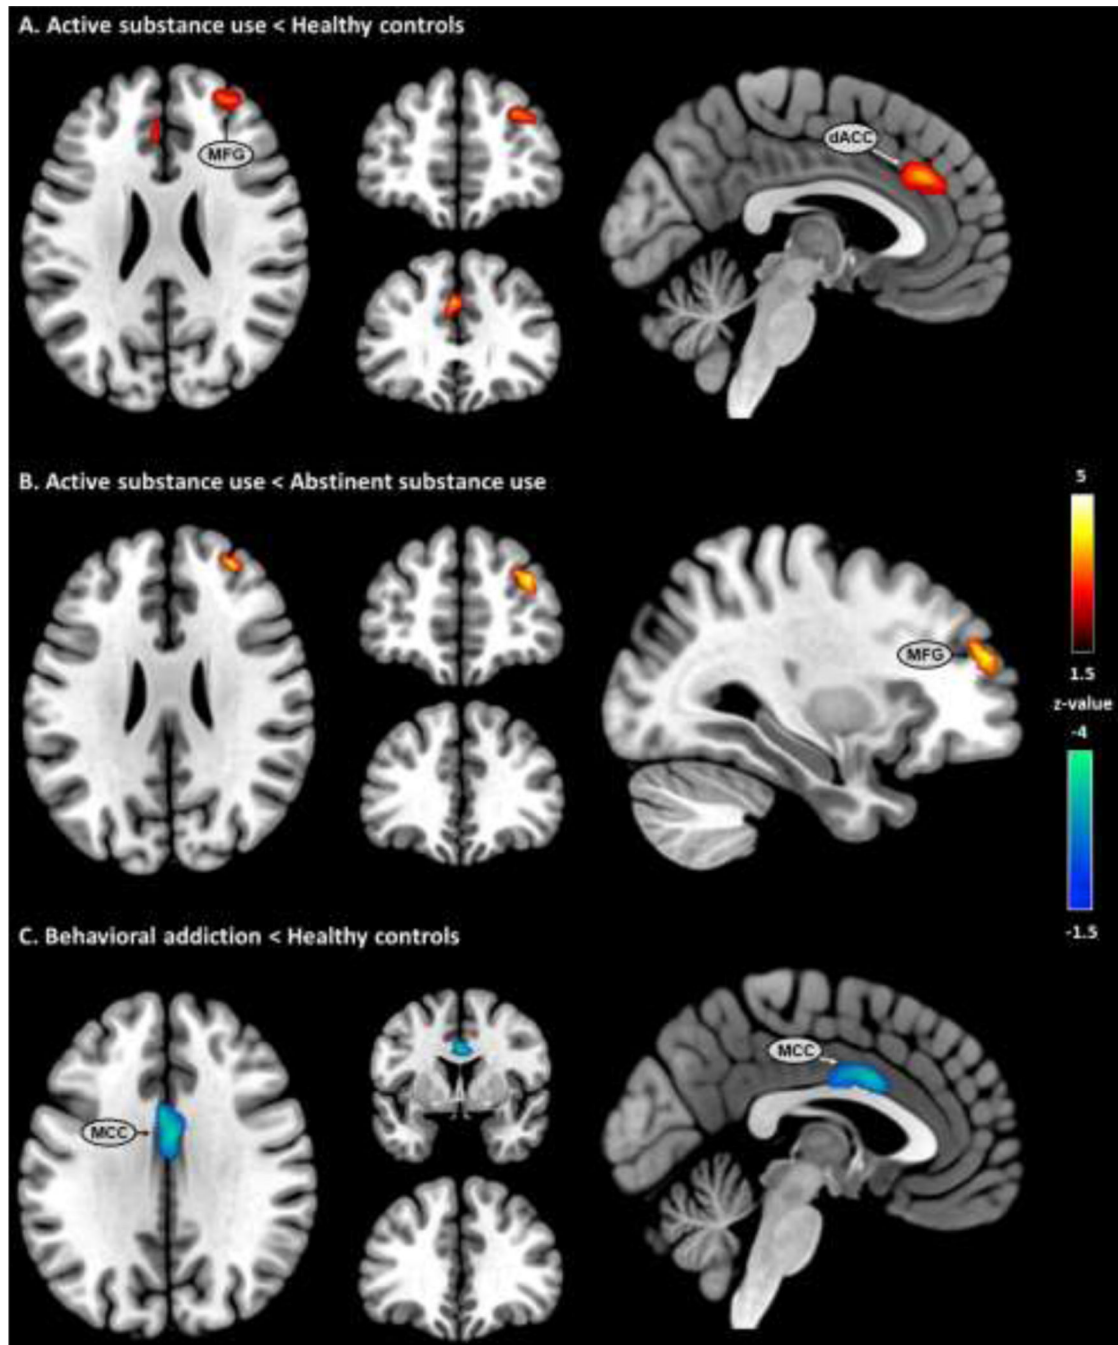 A. Active substance use < Healthy controls
MFG
dACC
B. Active substance use < Abstinent substance use
MFG
5
1.5
z-value
-4
-1.5
C. Behavioral addiction < Healthy controls
MCC
MCC